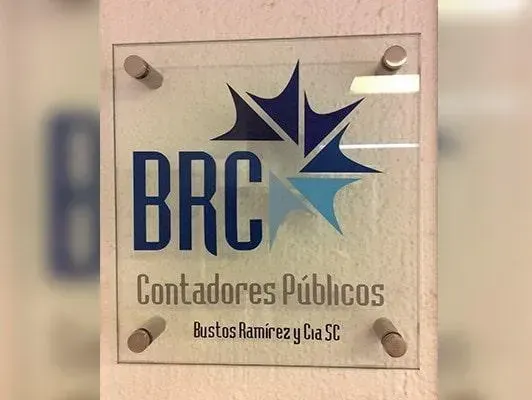 BRC
Contadores Públicos
Bustos Ramírez y Cia SC